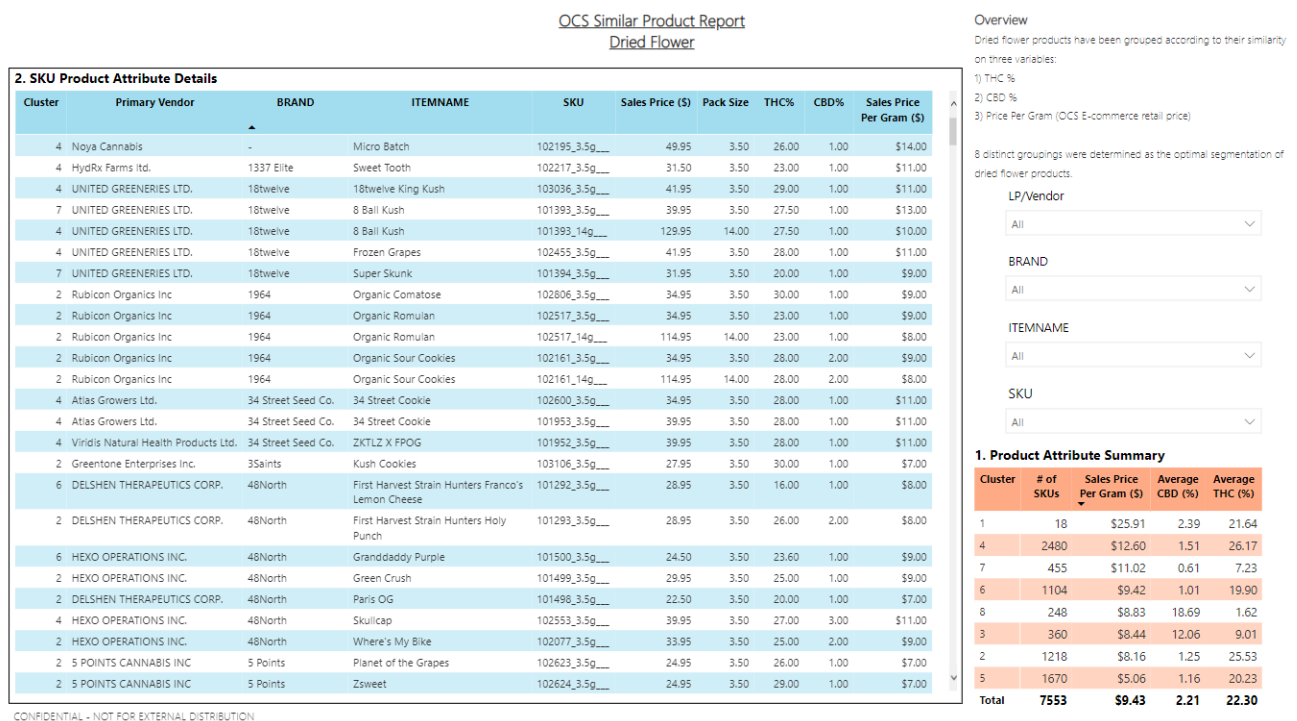 OCS Similar Product Report
Dried Flower
2. SKU Product Attribute Details
Cluster Primary Vendor BRAND ITEMNAME SKU Sales Price ($) Pack Size THC% CBD% Sales Price Per Gram ($)
4 Noya Cannabis - Micro Batch 102195_3.5g___ 49.95 3.50 26.00 1.00 $14.00
4 HydRx Farms ltd. 1337 Elite Sweet Tooth 102217_3.5g___ 31.50 3.50 23.00 1.00 $11.00
4 UNITED GREENERIES LTD. 18twelve 18twelve King Kush 103036_3.5g___ 41.95 3.50 29.00 1.00 $11.00
7 UNITED GREENERIES LTD. 18twelve 8 Ball Kush 101393_3.5g___ 39.95 3.50 27.50 1.00 $13.00
4 UNITED GREENERIES LTD. 18twelve 8 Ball Kush 101393_14g___ 129.95 14.00 27.50 1.00 $10.00
4 UNITED GREENERIES LTD. 18twelve Frozen Grapes 102455_3.5g___ 41.95 3.50 28.00 1.00 $11.00
7 UNITED GREENERIES LTD. 18twelve Super Skunk 101394_3.5g___ 31.95 3.50 20.00 1.00 $9.00
2 Rubicon Organics Inc 1964 Organic Comatose 102806_3.5g___ 34.95 3.50 30.00 1.00 $9.00
2 Rubicon Organics Inc 1964 Organic Romulan 102517_3.5g___ 34.95 3.50 23.00 1.00 $9.00
2 Rubicon Organics Inc 1964 Organic Romulan 102517_14g___ 114.95 14.00 23.00 1.00 $8.00
2 Rubicon Organics Inc 1964 Organic Sour Cookies 102161_3.5g___ 34.95 3.50 28.00 2.00 $9.00
2 Rubicon Organics Inc 1964 Organic Sour Cookies 102161_14g___ 114.95 14.00 28.00 2.00 $8.00
4 Atlas Growers Ltd. 34 Street Seed Co. 34 Street Cookie 102600_3.5g___ 34.95 3.50 28.00 1.00 $11.00
4 Atlas Growers Ltd. 34 Street Seed Co. 34 Street Cookie 101953_3.5g___ 39.95 3.50 28.00 1.00 $11.00
4 Viridis Natural Health Products Ltd. 34 Street Seed Co. ZKTLZ X FPOG 101952_3.5g___ 39.95 3.50 28.00 1.00 $11.00
2 Greentone Enterprises Inc. 3Saints Kush Cookies 103106_3.5g___ 27.95 3.50 30.00 1.00 $7.00
6 DELSHEN THERAPEUTICS CORP. 48North First Harvest Strain Hunters Franco's 101292_3.5g___ 28.95 3.50 16.00 1.00 $8.00
Lemon Cheese
2 DELSHEN THERAPEUTICS CORP. 48North First Harvest Strain Hunters Holy 101293_3.5g___ 28.95 3.50 26.00 2.00 $8.00
Punch
6 HEXO OPERATIONS INC. 48North Granddaddy Purple 101500_3.5g___ 24.50 3.50 23.60 1.00 $9.00
2 HEXO OPERATIONS INC. 48North Green Crush 101499_3.5g___ 29.95 3.50 25.00 1.00 $9.00
2 DELSHEN THERAPEUTICS CORP. 48North Paris OG 101498_3.5g___ 22.50 3.50 20.00 1.00 $7.00
4 HEXO OPERATIONS INC. 48North Skullcap 102553_3.5g___ 39.95 3.50 27.00 3.00 $11.00
2 HEXO OPERATIONS INC. 48North Where's My Bike 102077_3.5g___ 33.95 3.50 25.00 2.00 $9.00
2 5 POINTS CANNABIS INC 5 Points Planet of the Grapes 102623_3.5g___ 24.95 3.50 26.00 1.00 $7.00
2 5 POINTS CANNABIS INC 5 Points Zsweet 102624_3.5g___ 24.95 3.50 29.00 1.00 $7.00
CONFIDENTIAL - NOT FOR EXTERNAL DISTRIBUTION
Overview
Dried flower products have been grouped according to their similarity
on three variables:
1) THC %
2) CBD %
3) Price Per Gram (OCS E-commerce retail price)
8 distinct groupings were determined as the optimal segmentation of
dried flower products.
LP/Vendor
All
BRAND
All
ITEMNAME
All
SKU
All
1. Product Attribute Summary
Cluster # of SKUs Sales Price Per Gram ($) Average CBD (%) Average THC (%)
1 18 $25.91 2.39 21.64
4 2480 $12.60 1.51 26.17
7 455 $11.02 0.61 7.23
6 1104 $9.42 1.01 19.90
8 248 $8.83 18.69 1.62
3 360 $8.44 12.06 9.01
2 1218 $8.16 1.25 25.53
5 1670 $5.06 1.16 20.23
Total 7553 $9.43 2.21 22.30